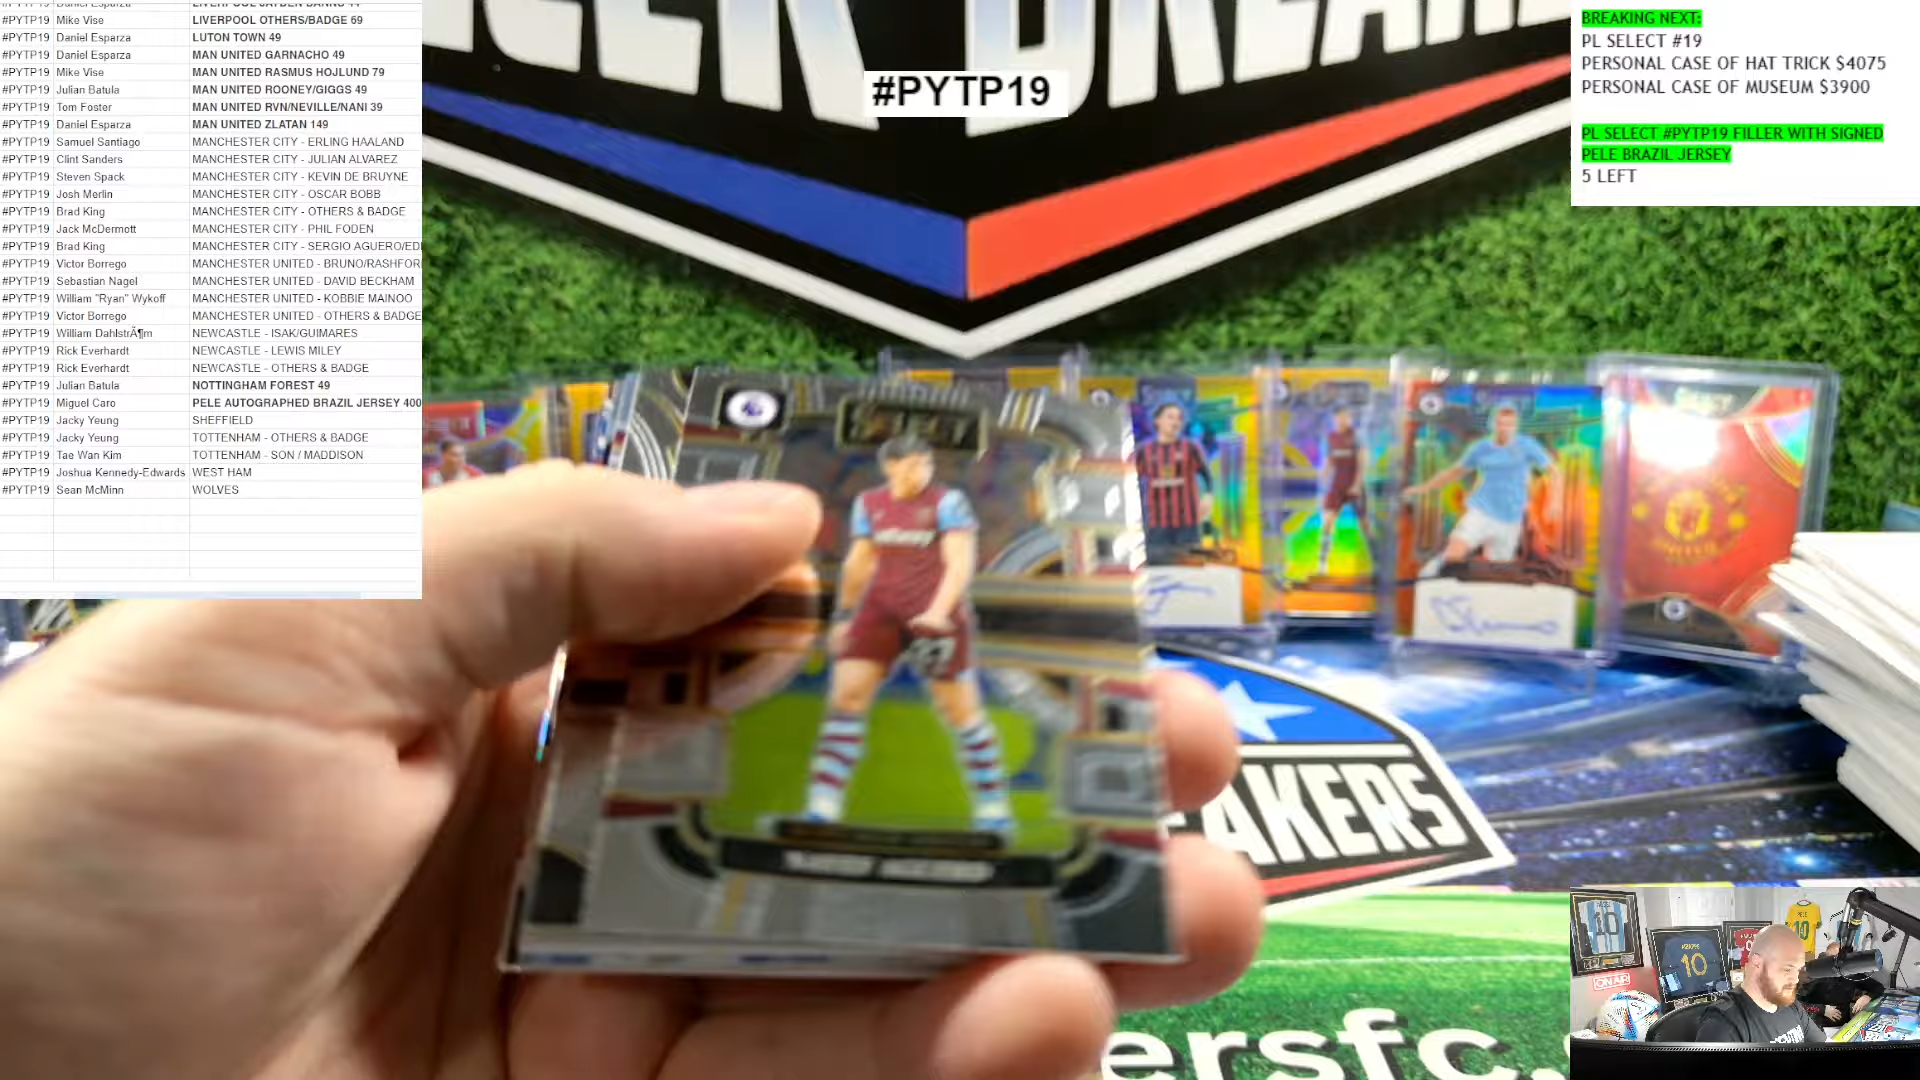 #PYTP19 Mike Vise LIVERPOOL OTHERS/BADGE 69
#PYTP19 Daniel Esparza LUTON TOWN 49
#PYTP19 Daniel Esparza MAN UNITED GARNACHO 49
#PYTP19 Mike Vise MAN UNITED RASMUS HOJLUND 79
#PYTP19 Julian Batula MAN UNITED ROONEY/GIGGS 49
#PYTP19 Tom Foster MAN UNITED RVN/NEVILLE/NANI 39
#PYTP19 Daniel Esparza MAN UNITED ZLATAN 149
#PYTP19 Samuel Santiago MANCHESTER CITY - ERLING HAALAND
#PYTP19 Clint Sanders MANCHESTER CITY - JULIAN ALVAREZ
#PYTP19 Steven Spack MANCHESTER CITY - KEVIN DE BRUYNE
#PYTP19 Josh Merlin MANCHESTER CITY - OSCAR BOBB
#PYTP19 Brad King MANCHESTER CITY - OTHERS & BADGE
#PYTP19 Jack McDermott MANCHESTER CITY - PHIL FODEN
#PYTP19 Brad King MANCHESTER CITY - SERGIO AGUERO/EDI
#PYTP19 Victor Borrego MANCHESTER UNITED - BRUNO/RASHFOR
#PYTP19 Sebastian Nagel MANCHESTER UNITED - DAVID BECKHAM
#PYTP19 William "Ryan" Wykoff MANCHESTER UNITED - KOBBIE MAINOO
#PYTP19 Victor Borrego MANCHESTER UNITED - OTHERS & BADGE
#PYTP19 William DahlstrÃ¶m NEWCASTLE - ISAK/GUIMARES
#PYTP19 Rick Everhardt NEWCASTLE - LEWIS MILEY
#PYTP19 Rick Everhardt NEWCASTLE - OTHERS & BADGE
#PYTP19 Julian Batula NOTTINGHAM FOREST 49
#PYTP19 Miguel Caro PELE AUTOGRAPHED BRAZIL JERSEY 400
#PYTP19 Jacky Yeung SHEFFIELD
#PYTP19 Jacky Yeung TOTTENHAM - OTHERS & BADGE
#PYTP19 Tae Wan Kim TOTTENHAM - SON / MADDISON
#PYTP19 Joshua Kennedy-Edwards WEST HAM
#PYTP19 Sean McMinn WOLVES
#PYTP19
BREAKING NEXT:
PL SELECT #19
PERSONAL CASE OF HAT TRICK $4075
PERSONAL CASE OF MUSEUM $3900
PL SELECT #PYTP19 FILLER WITH SIGNED
PELE BRAZIL JERSEY
5 LEFT
SELECT
EAKERS
ersfc.
UNITED
ON AIR
10
10
10